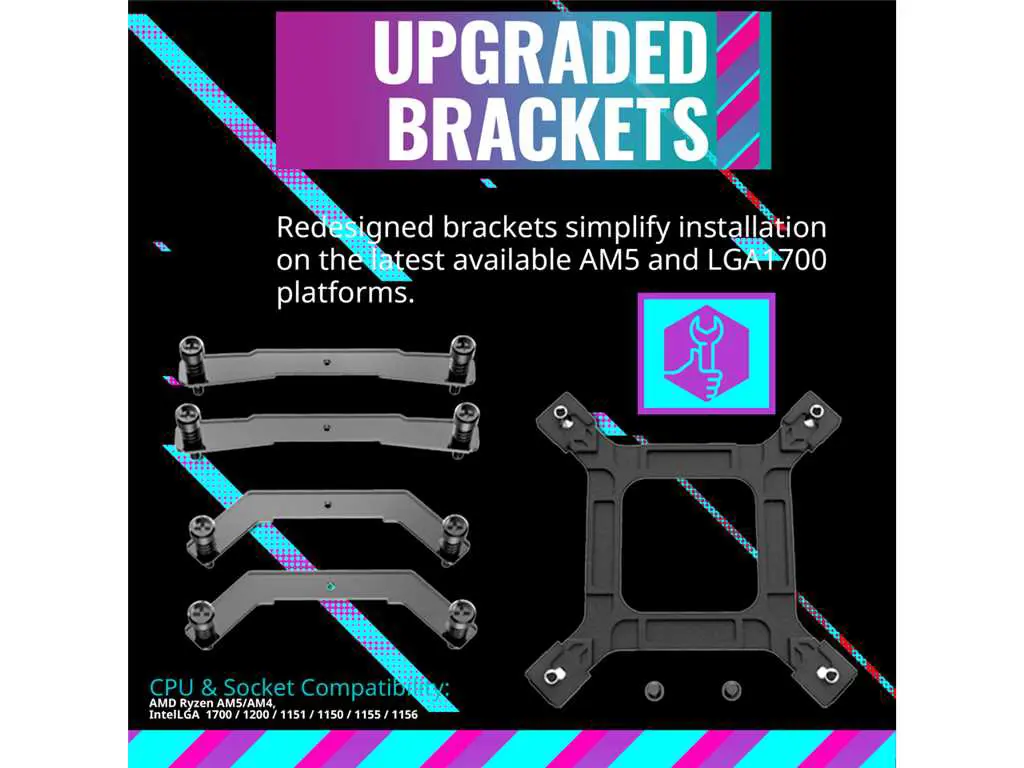 UPGRADED
BRACKETS
Redesigned brackets simplify installation
on the latest available AM5 and LGA1700
platforms.
CPU & Socket Compatibility:
AMD Ryzen AM5/AM4,
IntelLGA 1700 / 1200 / 1151 / 1150 / 1155 / 1156